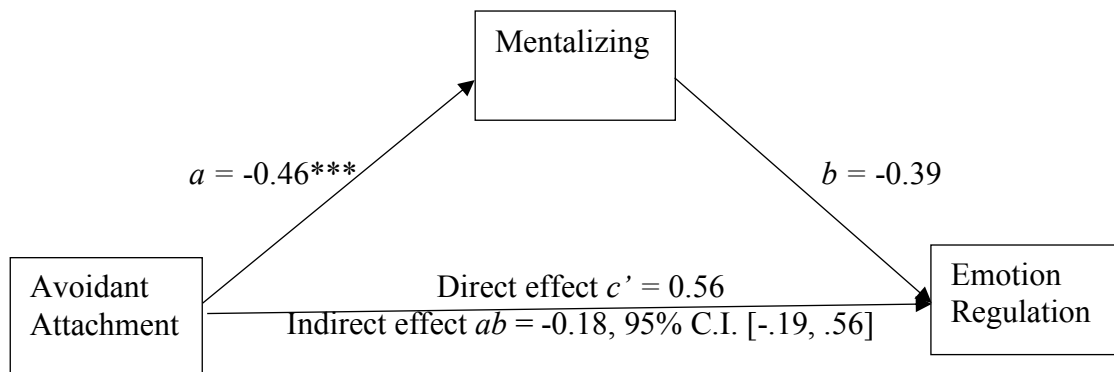 Mentalizing
a = -0.46***
b = -0.39
Avoidant
Attachment
Direct effect c’ = 0.56
Indirect effect ab = -0.18, 95% C.I. [-.19, .56]
Emotion
Regulation